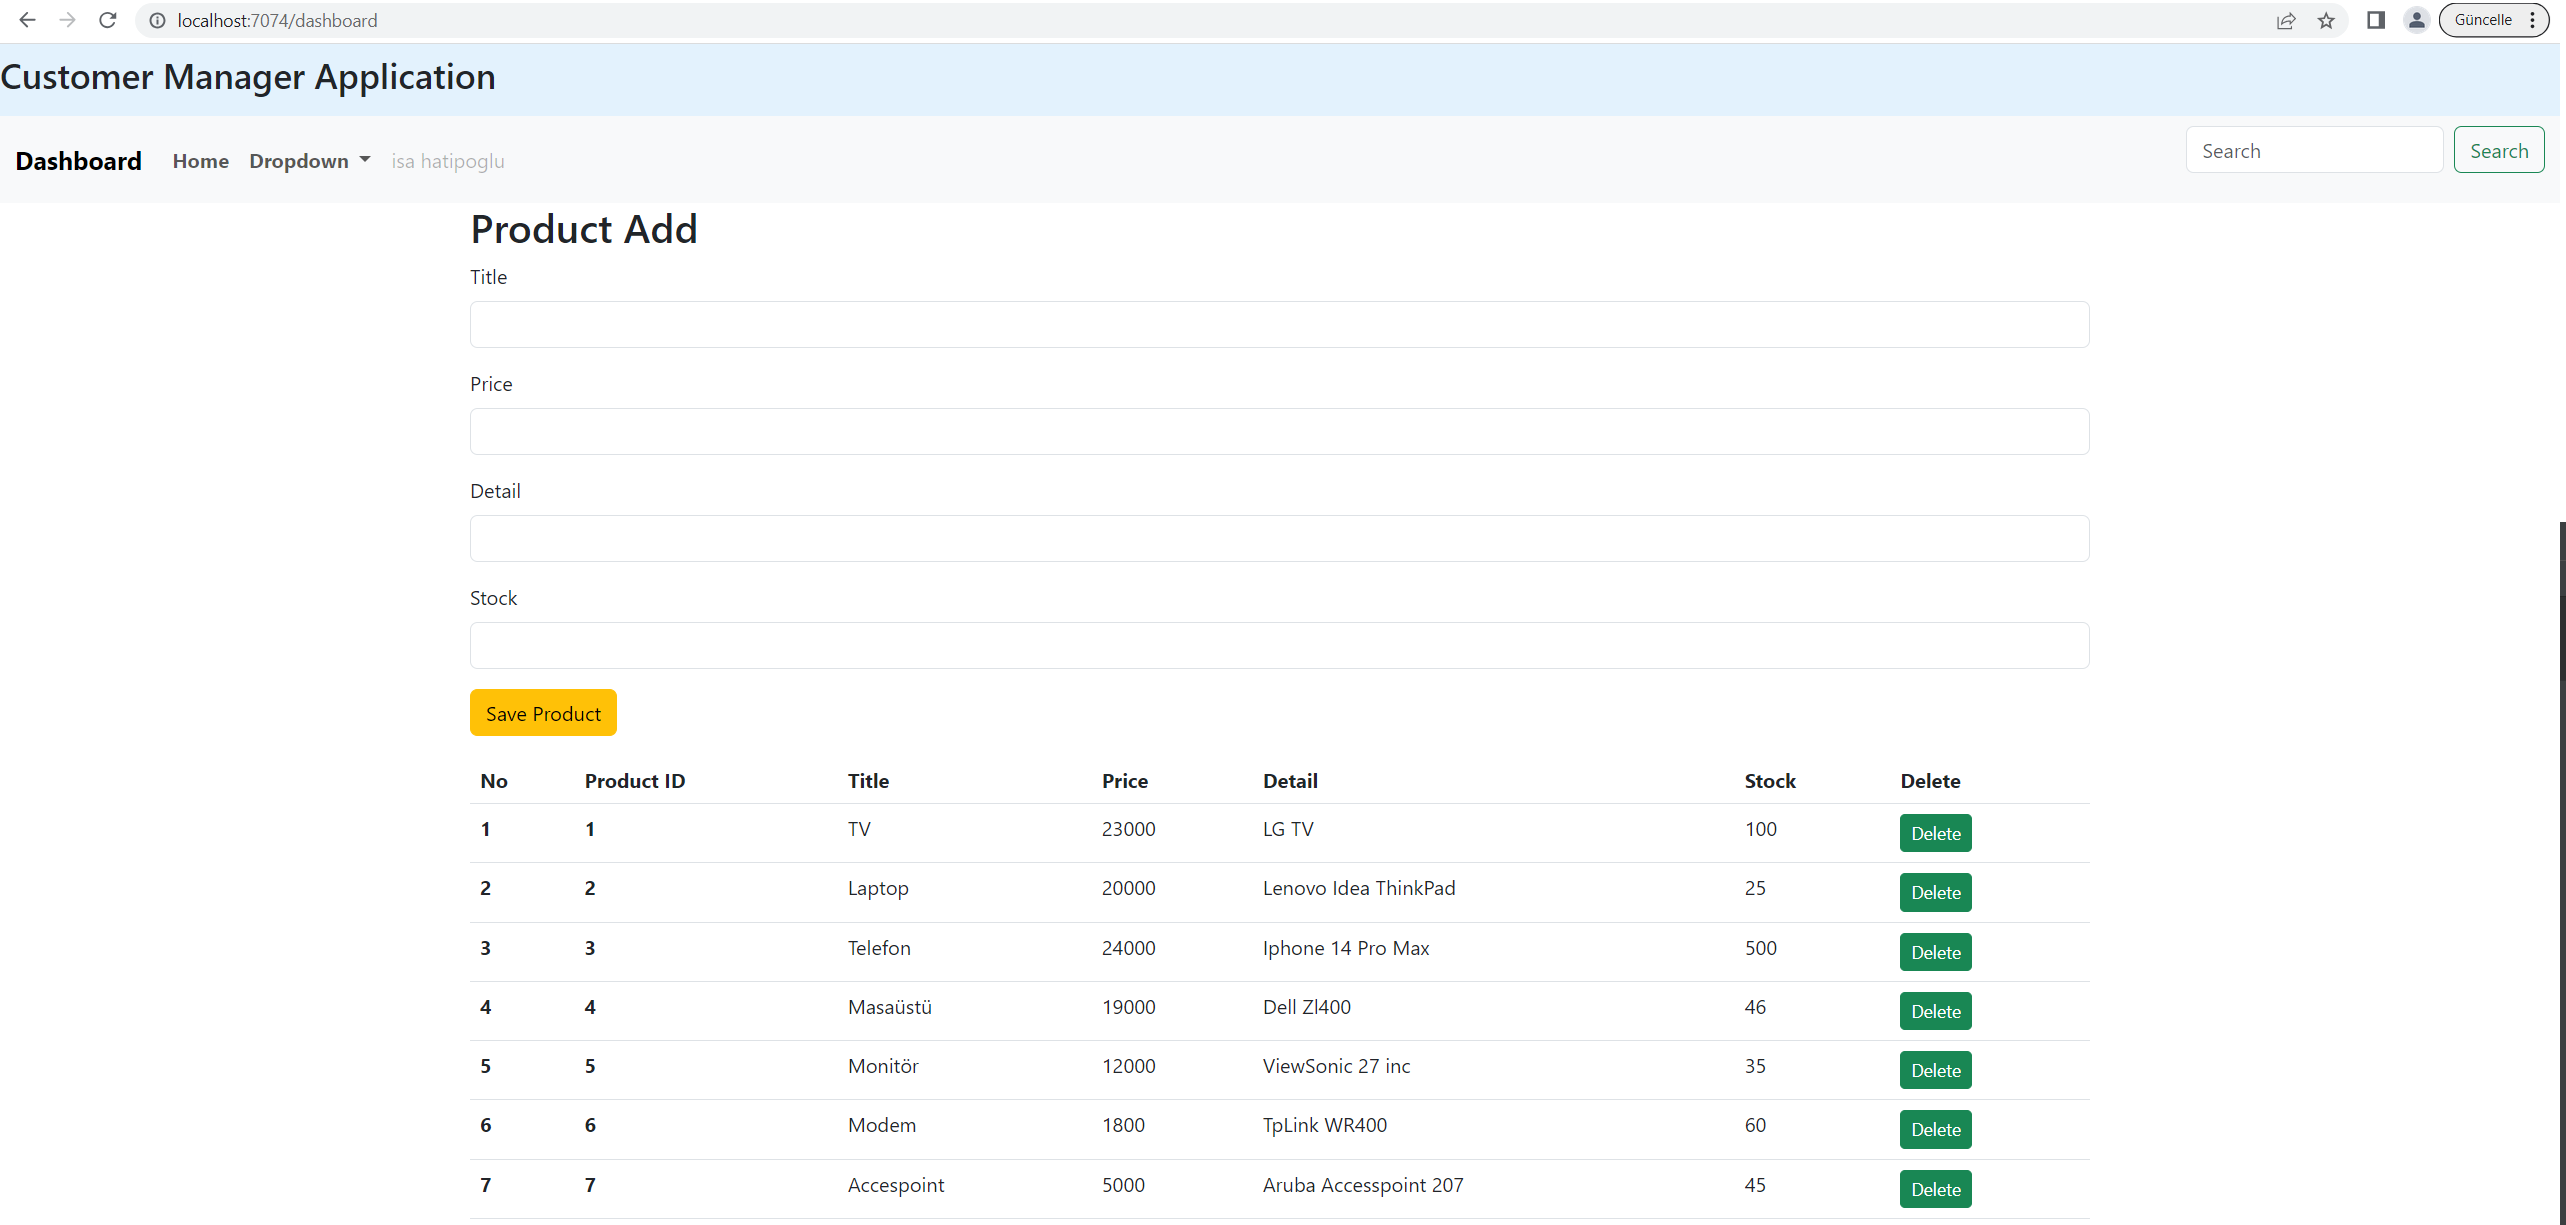 localhost:7074/dashboard Güncelle
Customer Manager Application
Dashboard Home Dropdown isa hatipoglu Search Search
Product Add
Title
Price
Detail
Stock
Save Product
No Product ID Title Price Detail Stock Delete
1 1 TV 23000 LG TV 100 Delete
2 2 Laptop 20000 Lenovo Idea ThinkPad 25 Delete
3 3 Telefon 24000 Iphone 14 Pro Max 500 Delete
4 4 Masaüstü 19000 Dell Zl400 46 Delete
5 5 Monitör 12000 ViewSonic 27 inc 35 Delete
6 6 Modem 1800 TpLink WR400 60 Delete
7 7 Accespoint 5000 Aruba Accesspoint 207 45 Delete